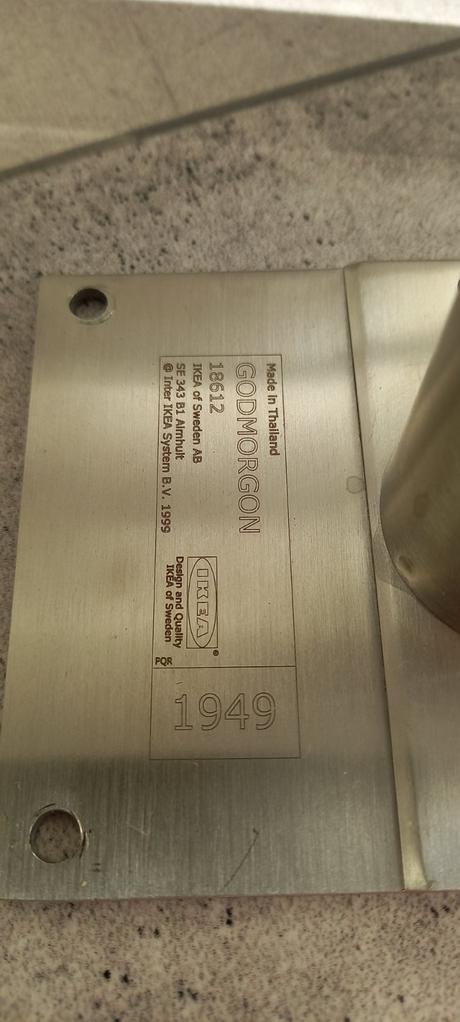 Made in Thailand
GODMORGON
18612
IKEA of Sweden AB
SE 343 81 Almhult
@ Inter IKEA System B.V. 1999
IKEA®
Design and Quality
IKEA of Sweden
PQR
1949